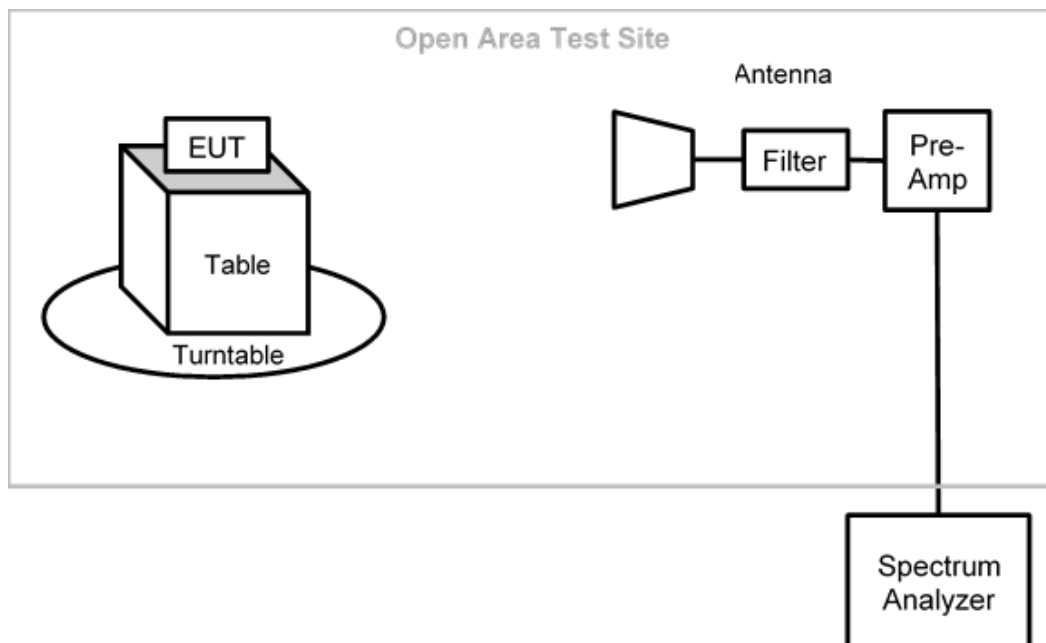 Open Area Test Site
Antenna
EUT
Filter
Pre-
Amp
Table
Turntable
Spectrum
Analyzer